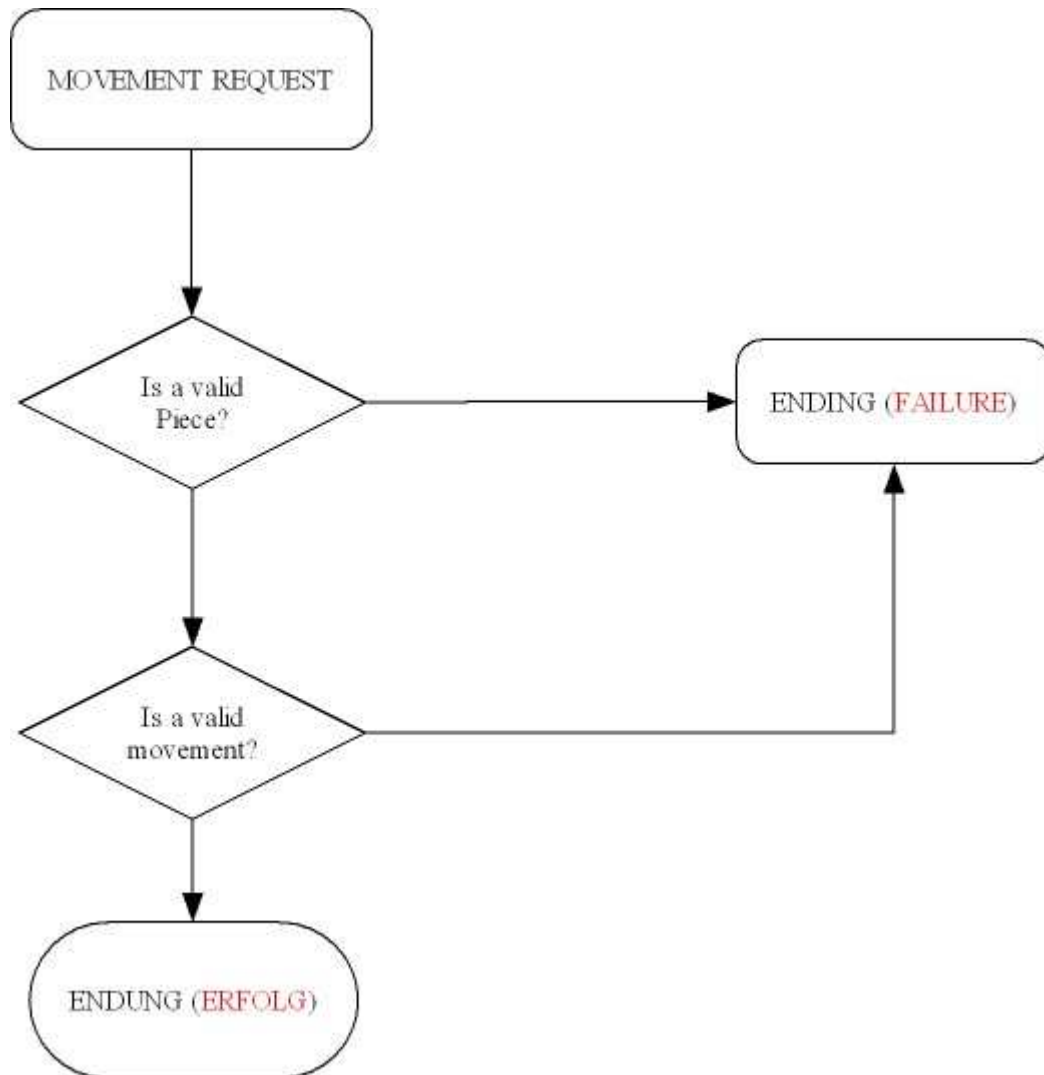 MOVEMENT REQUEST
Is a valid
Piece?
ENDING (FAILURE)
Is a valid
movement?
ENDUNG (ERFOLG)